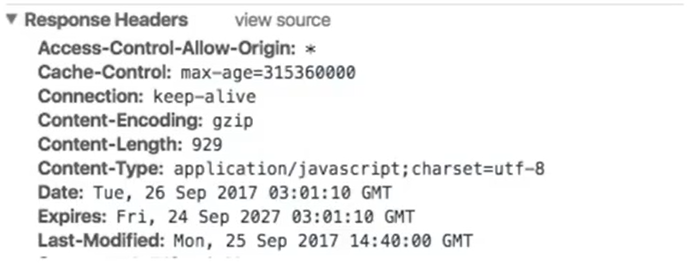 ▼ Response Headers view source
Access-Control-Allow-Origin: *
Cache-Control: max-age=315360000
Connection: keep-alive
Content-Encoding: gzip
Content-Length: 929
Content-Type: application/javascript;charset=utf-8
Date: Tue, 26 Sep 2017 03:01:10 GMT
Expires: Fri, 24 Sep 2027 03:01:10 GMT
Last-Modified: Mon, 25 Sep 2017 14:40:00 GMT